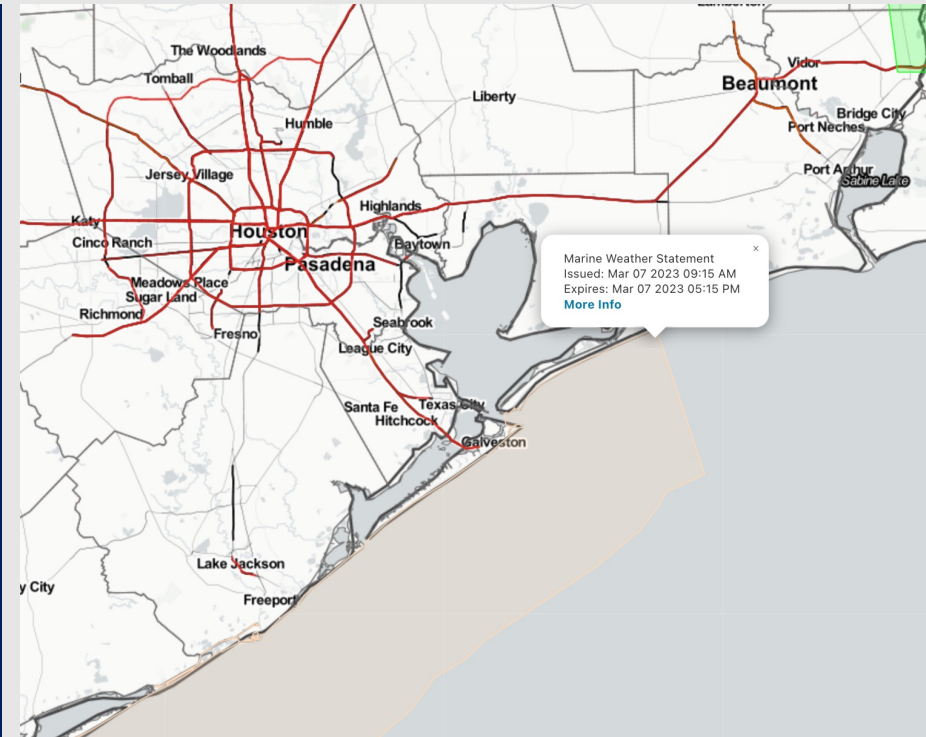 The Woodlands
Tomball
Humble
Liberty
Beaumont
Vidor
Bridge City
Port Neches
Port Arthur
Sabine Lake
Jersey Village
Katy
Cinco Ranch
Houston
Highlands
Baytown
Pasadena
Meadows Place
Sugar Land
Richmond
Fresno
Seabrook
League City
Marine Weather Statement
×
Issued: Mar 07 2023 09:15 AM
Expires: Mar 07 2023 05:15 PM
More Info
Santa Fe
Texas City
Hitchcock
Galveston
Lake Jackson
Freeport
y City